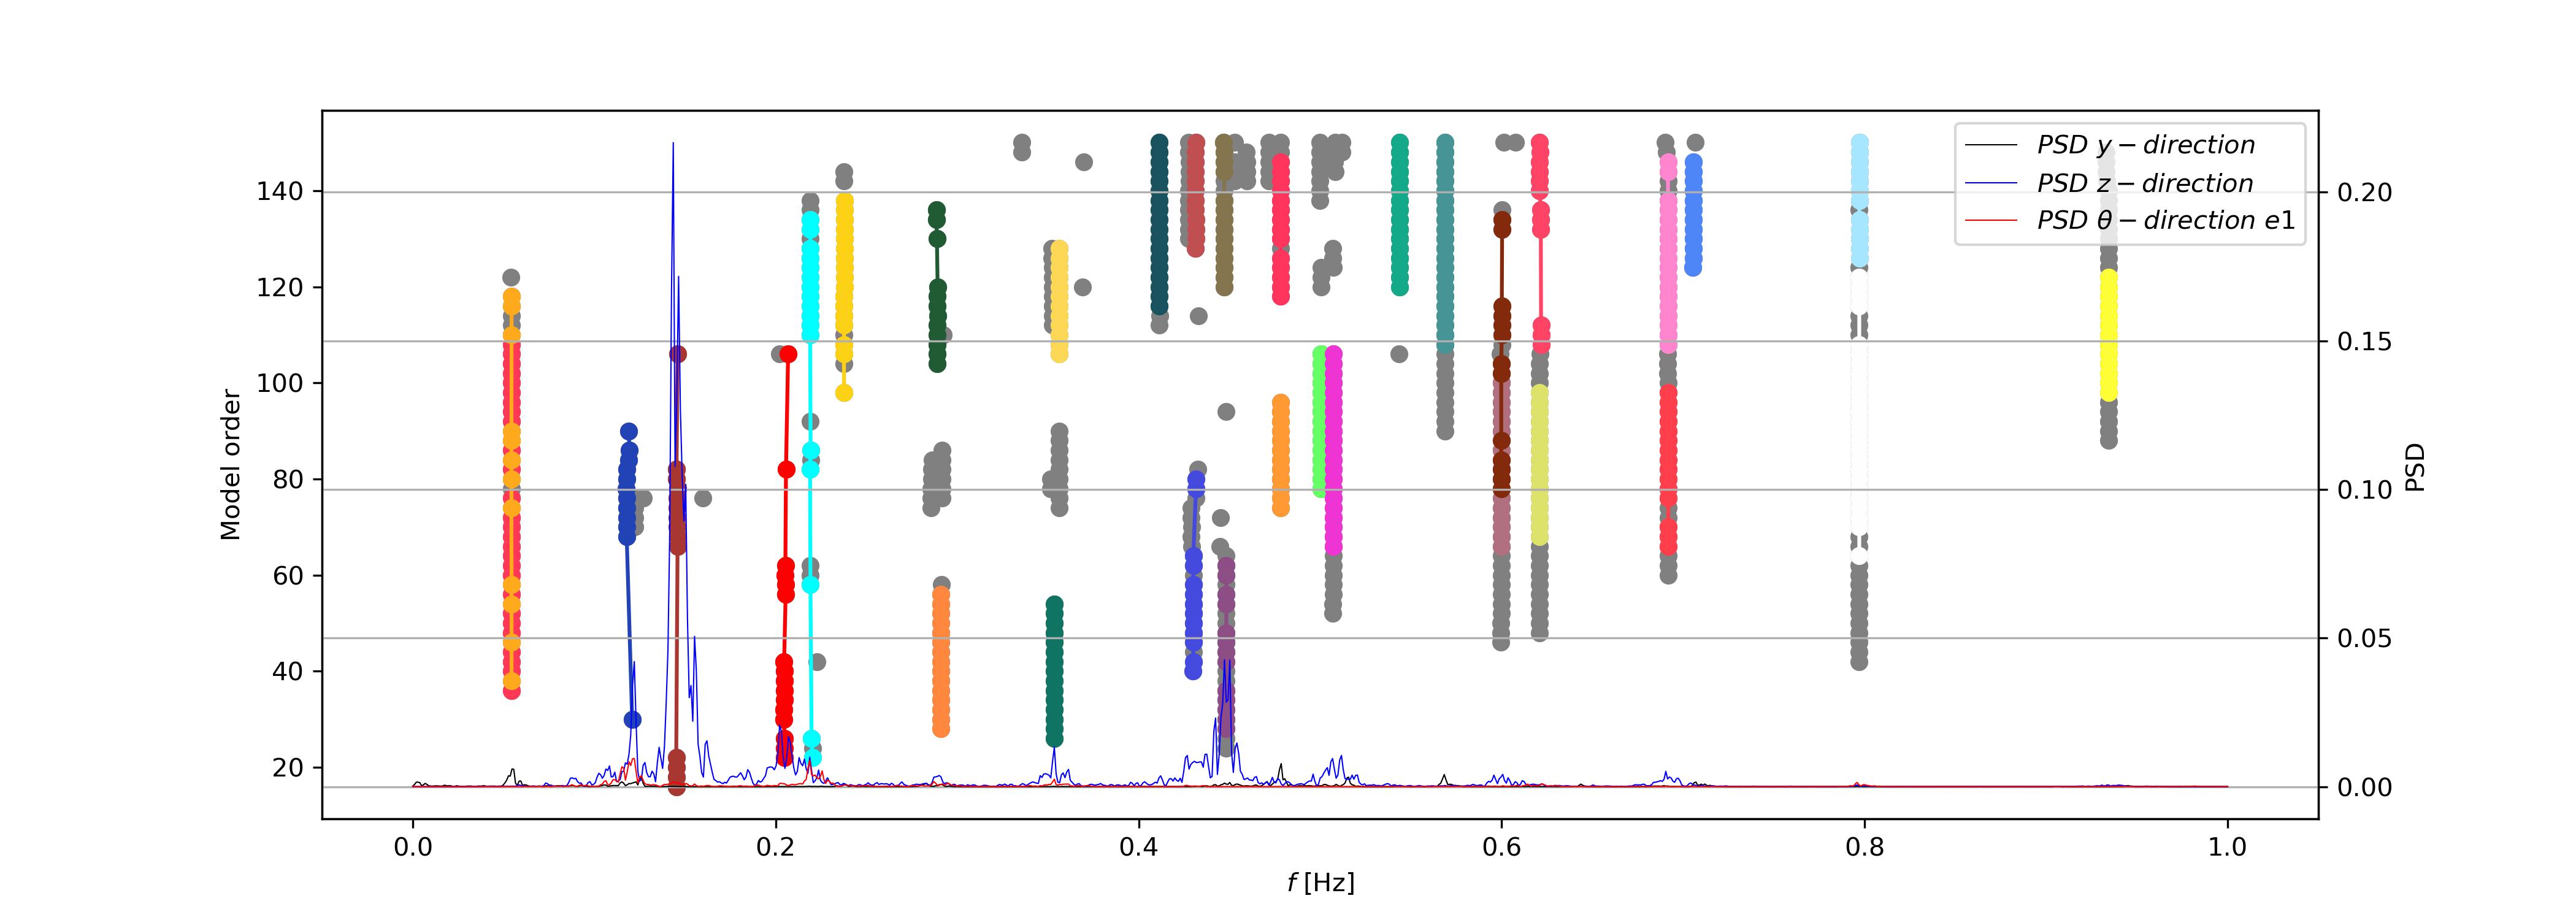 PSD y − direction
PSD z − direction
PSD θ − direction e1
Model order
140
120
100
80
60
40
20
0.20
0.15
0.10
0.05
0.00
PSD
0.0 0.2 0.4 0.6 0.8 1.0
f [Hz]